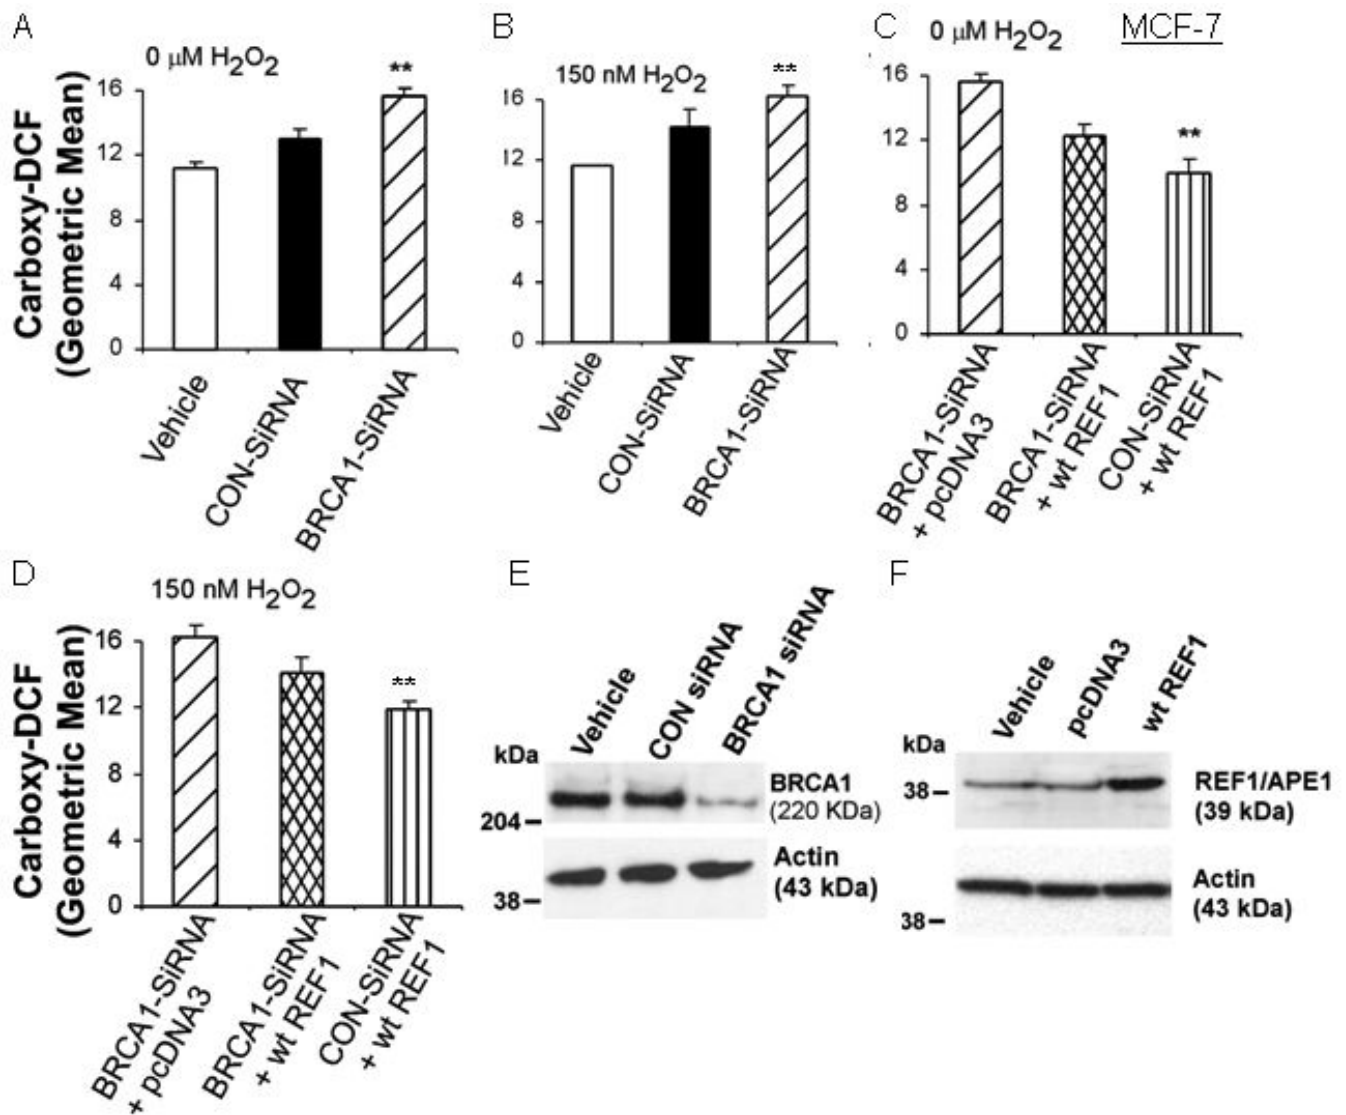 A
0 μM H2O2
**
Carboxy-DCF
(Geometric Mean)
16
12
8
4
0
Vehicle
CON-SiRNA
BRCA1-SiRNA
B
150 nM H2O2
**
16
12
8
4
0
Vehicle
CON-SiRNA
BRCA1-SiRNA
C
0 μM H2O2
MCF-7
**
16
12
8
4
0
BRCA1-SiRNA
+ pcDNA3
BRCA1-SiRNA
+ wt REF1
CON-SiRNA
+ wt REF1
D
150 nM H2O2
**
Carboxy-DCF
(Geometric Mean)
16
12
8
4
0
BRCA1-SiRNA
+ pcDNA3
BRCA1-SiRNA
+ wt REF1
CON-SiRNA
+ wt REF1
E
Vehicle
CON siRNA
BRCA1 siRNA
kDa
204
BRCA1
(220 KDa)
38
Actin
(43 kDa)
F
Vehicle
pcDNA3
wt REF1
kDa
38
REF1/APE1
(39 kDa)
38
Actin
(43 kDa)